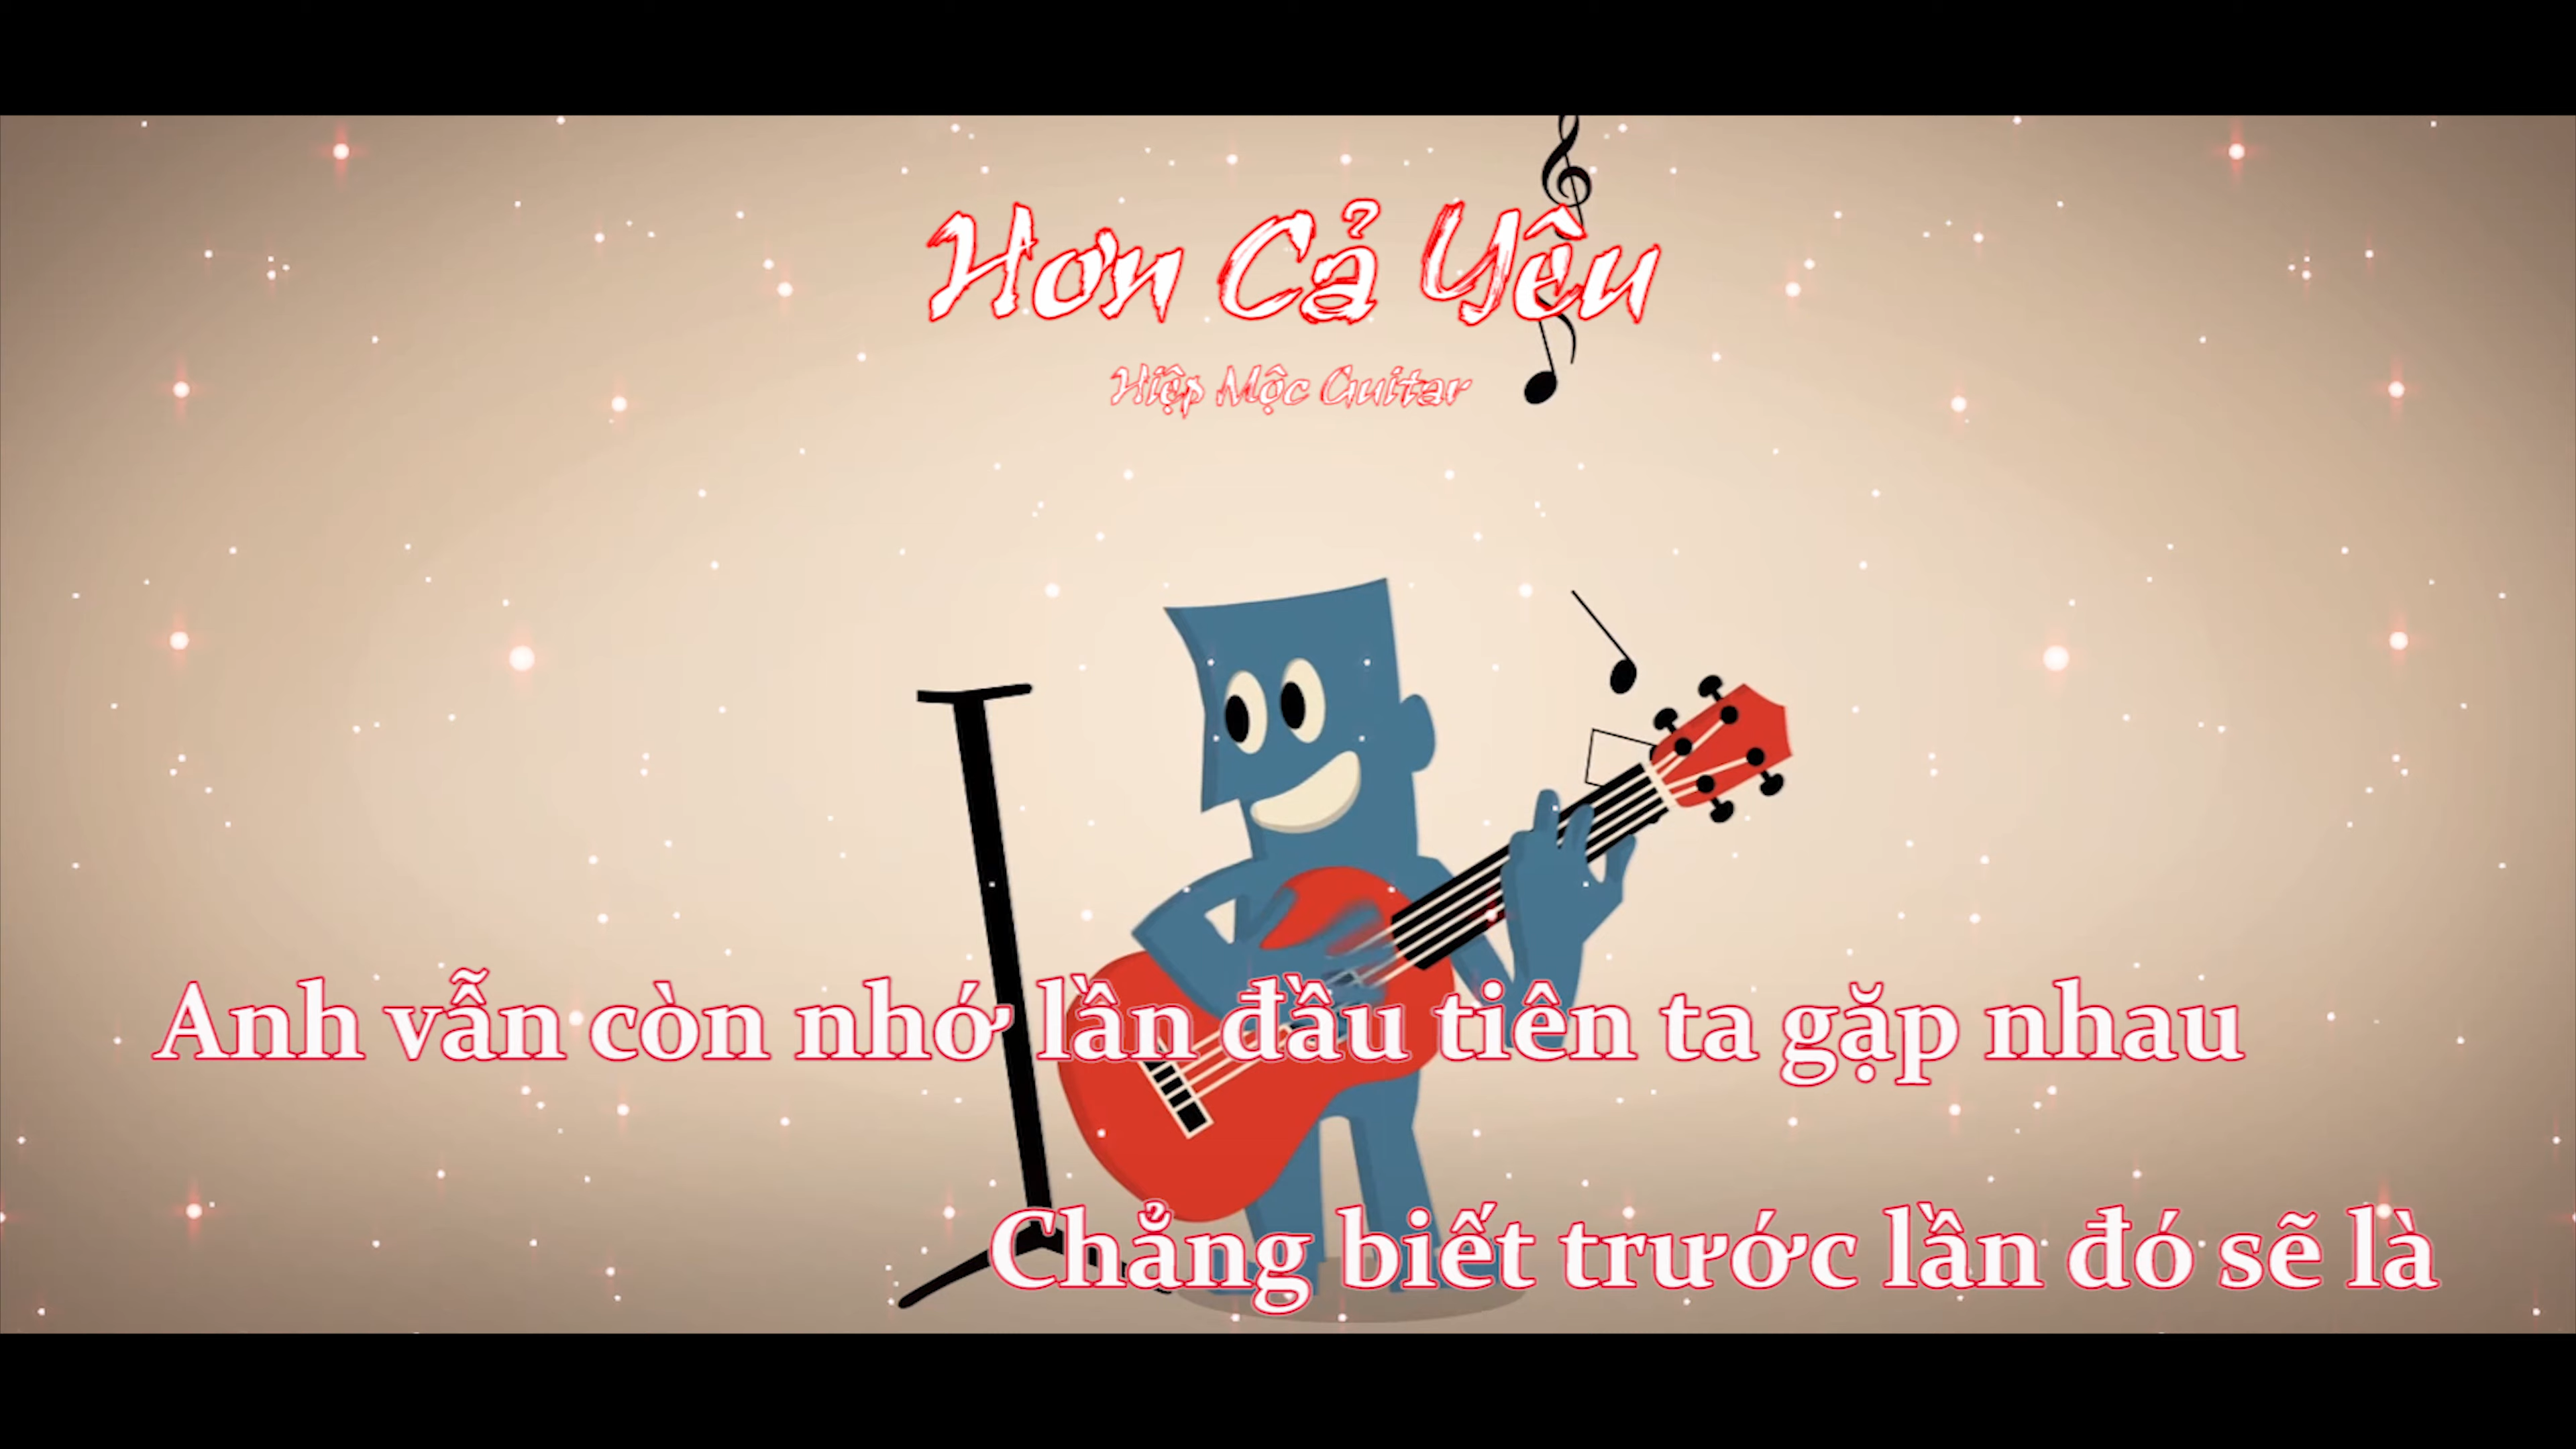 Hơn Cả Yêu
Hiệp Mộc Guitar
Anh vẫn còn nhớ lần đầu tiên ta gặp nhau
Chẳng biết trước lần đó sẽ là